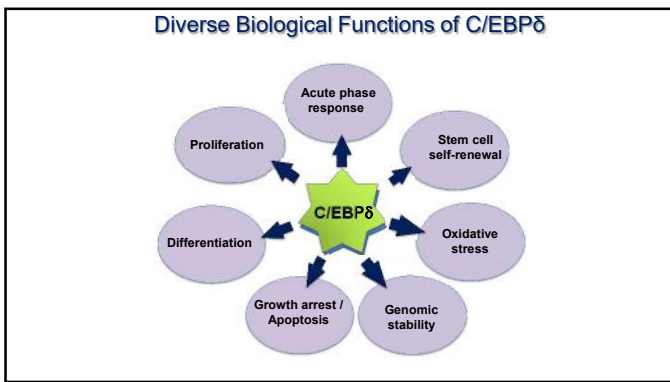 Diverse Biological Functions of C/EBPδ
Acute phase
response
Stem cell
self-renewal
Oxidative
stress
Genomic
stability
Growth arrest /
Apoptosis
Differentiation
Proliferation
C/EBPδ